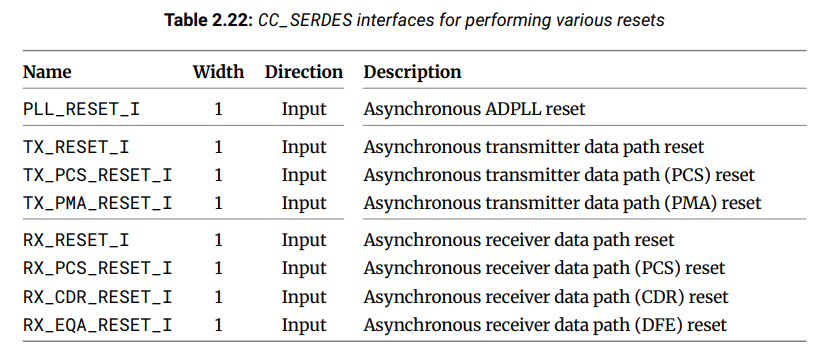 Table 2.22: CC_SERDES interfaces for performing various resets
Name Width Direction Description
PLL_RESET_I 1 Input Asynchronous ADPLL reset
TX_RESET_I 1 Input Asynchronous transmitter data path reset
TX_PCS_RESET_I 1 Input Asynchronous transmitter data path (PCS) reset
TX_PMA_RESET_I 1 Input Asynchronous transmitter data path (PMA) reset
RX_RESET_I 1 Input Asynchronous receiver data path reset
RX_PCS_RESET_I 1 Input Asynchronous receiver data path (PCS) reset
RX_CDR_RESET_I 1 Input Asynchronous receiver data path (CDR) reset
RX_EQA_RESET_I 1 Input Asynchronous receiver data path (DFE) reset